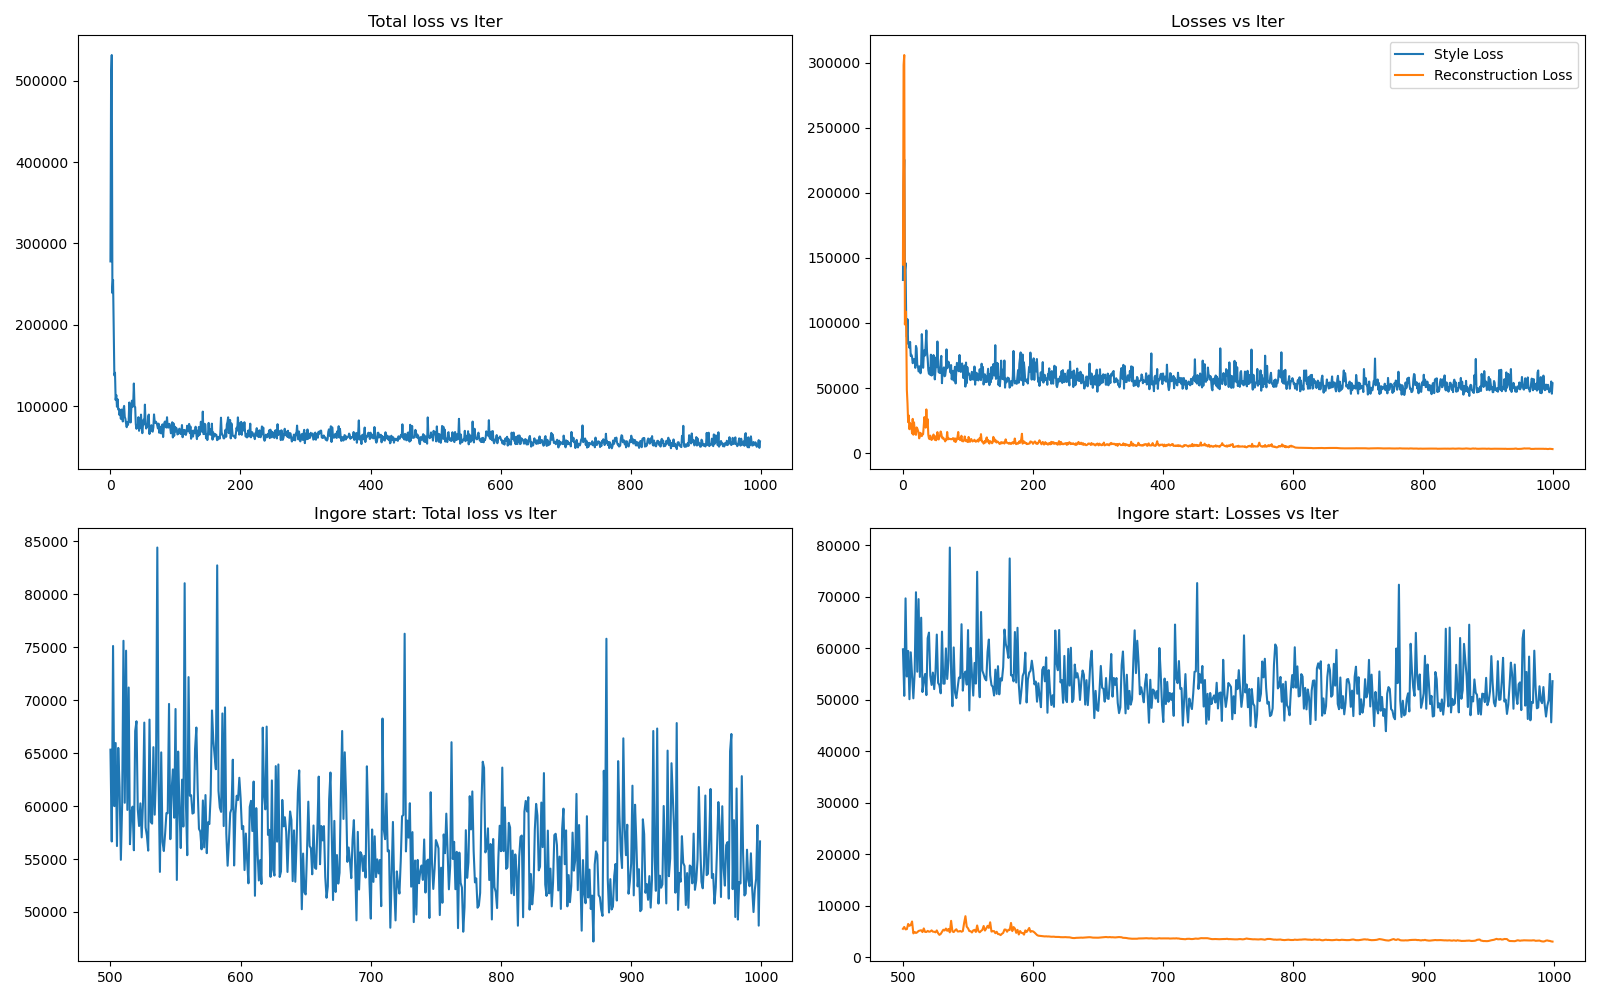 Total loss vs Iter
500000
400000
300000
200000
100000
0 200 400 600 800 1000
Losses vs Iter
Style Loss
Reconstruction Loss
300000
250000
200000
150000
100000
50000
0
0 200 400 600 800 1000
Ingore start: Total loss vs Iter
85000
80000
75000
70000
65000
60000
55000
50000
500 600 700 800 900 1000
Ingore start: Losses vs Iter
80000
70000
60000
50000
40000
30000
20000
10000
0
500 600 700 800 900 1000